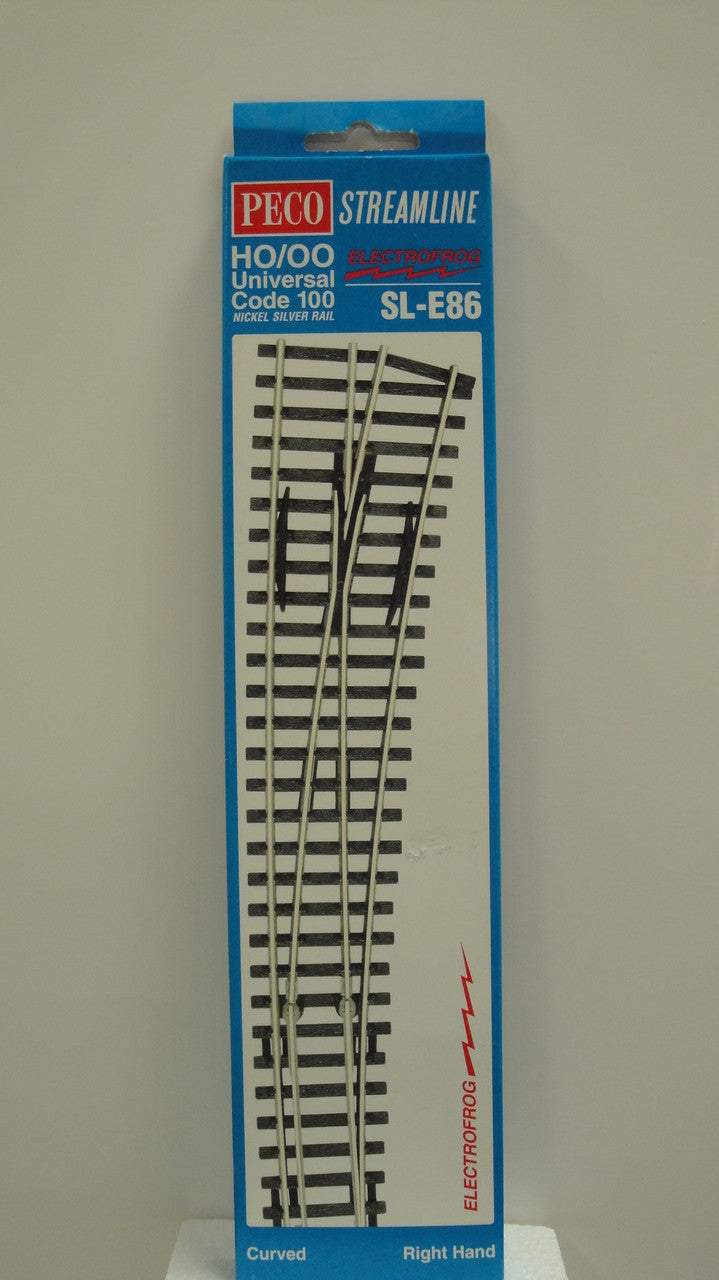 PECO STREAMLINE
HO/OO
Universal
Code 100
NICKEL SILVER RAIL
ELECTROFROG
SL-E86
ELECTROFROG
Curved Right Hand